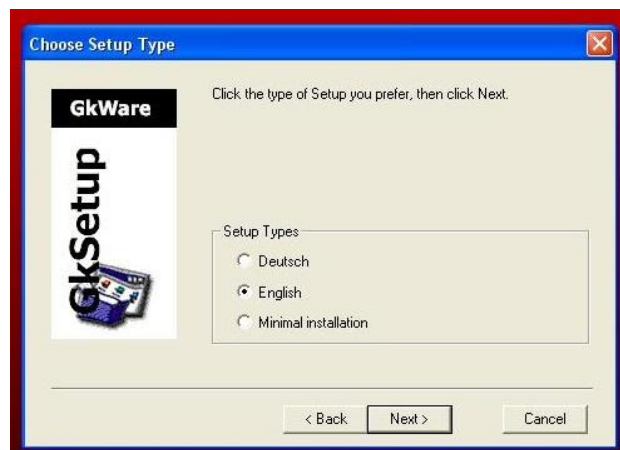 Choose Setup Type
GkWare
GkSetup
Click the type of Setup you prefer, then click Next.
Setup Types
Deutsch
English
Minimal installation
< Back
Next >
Cancel